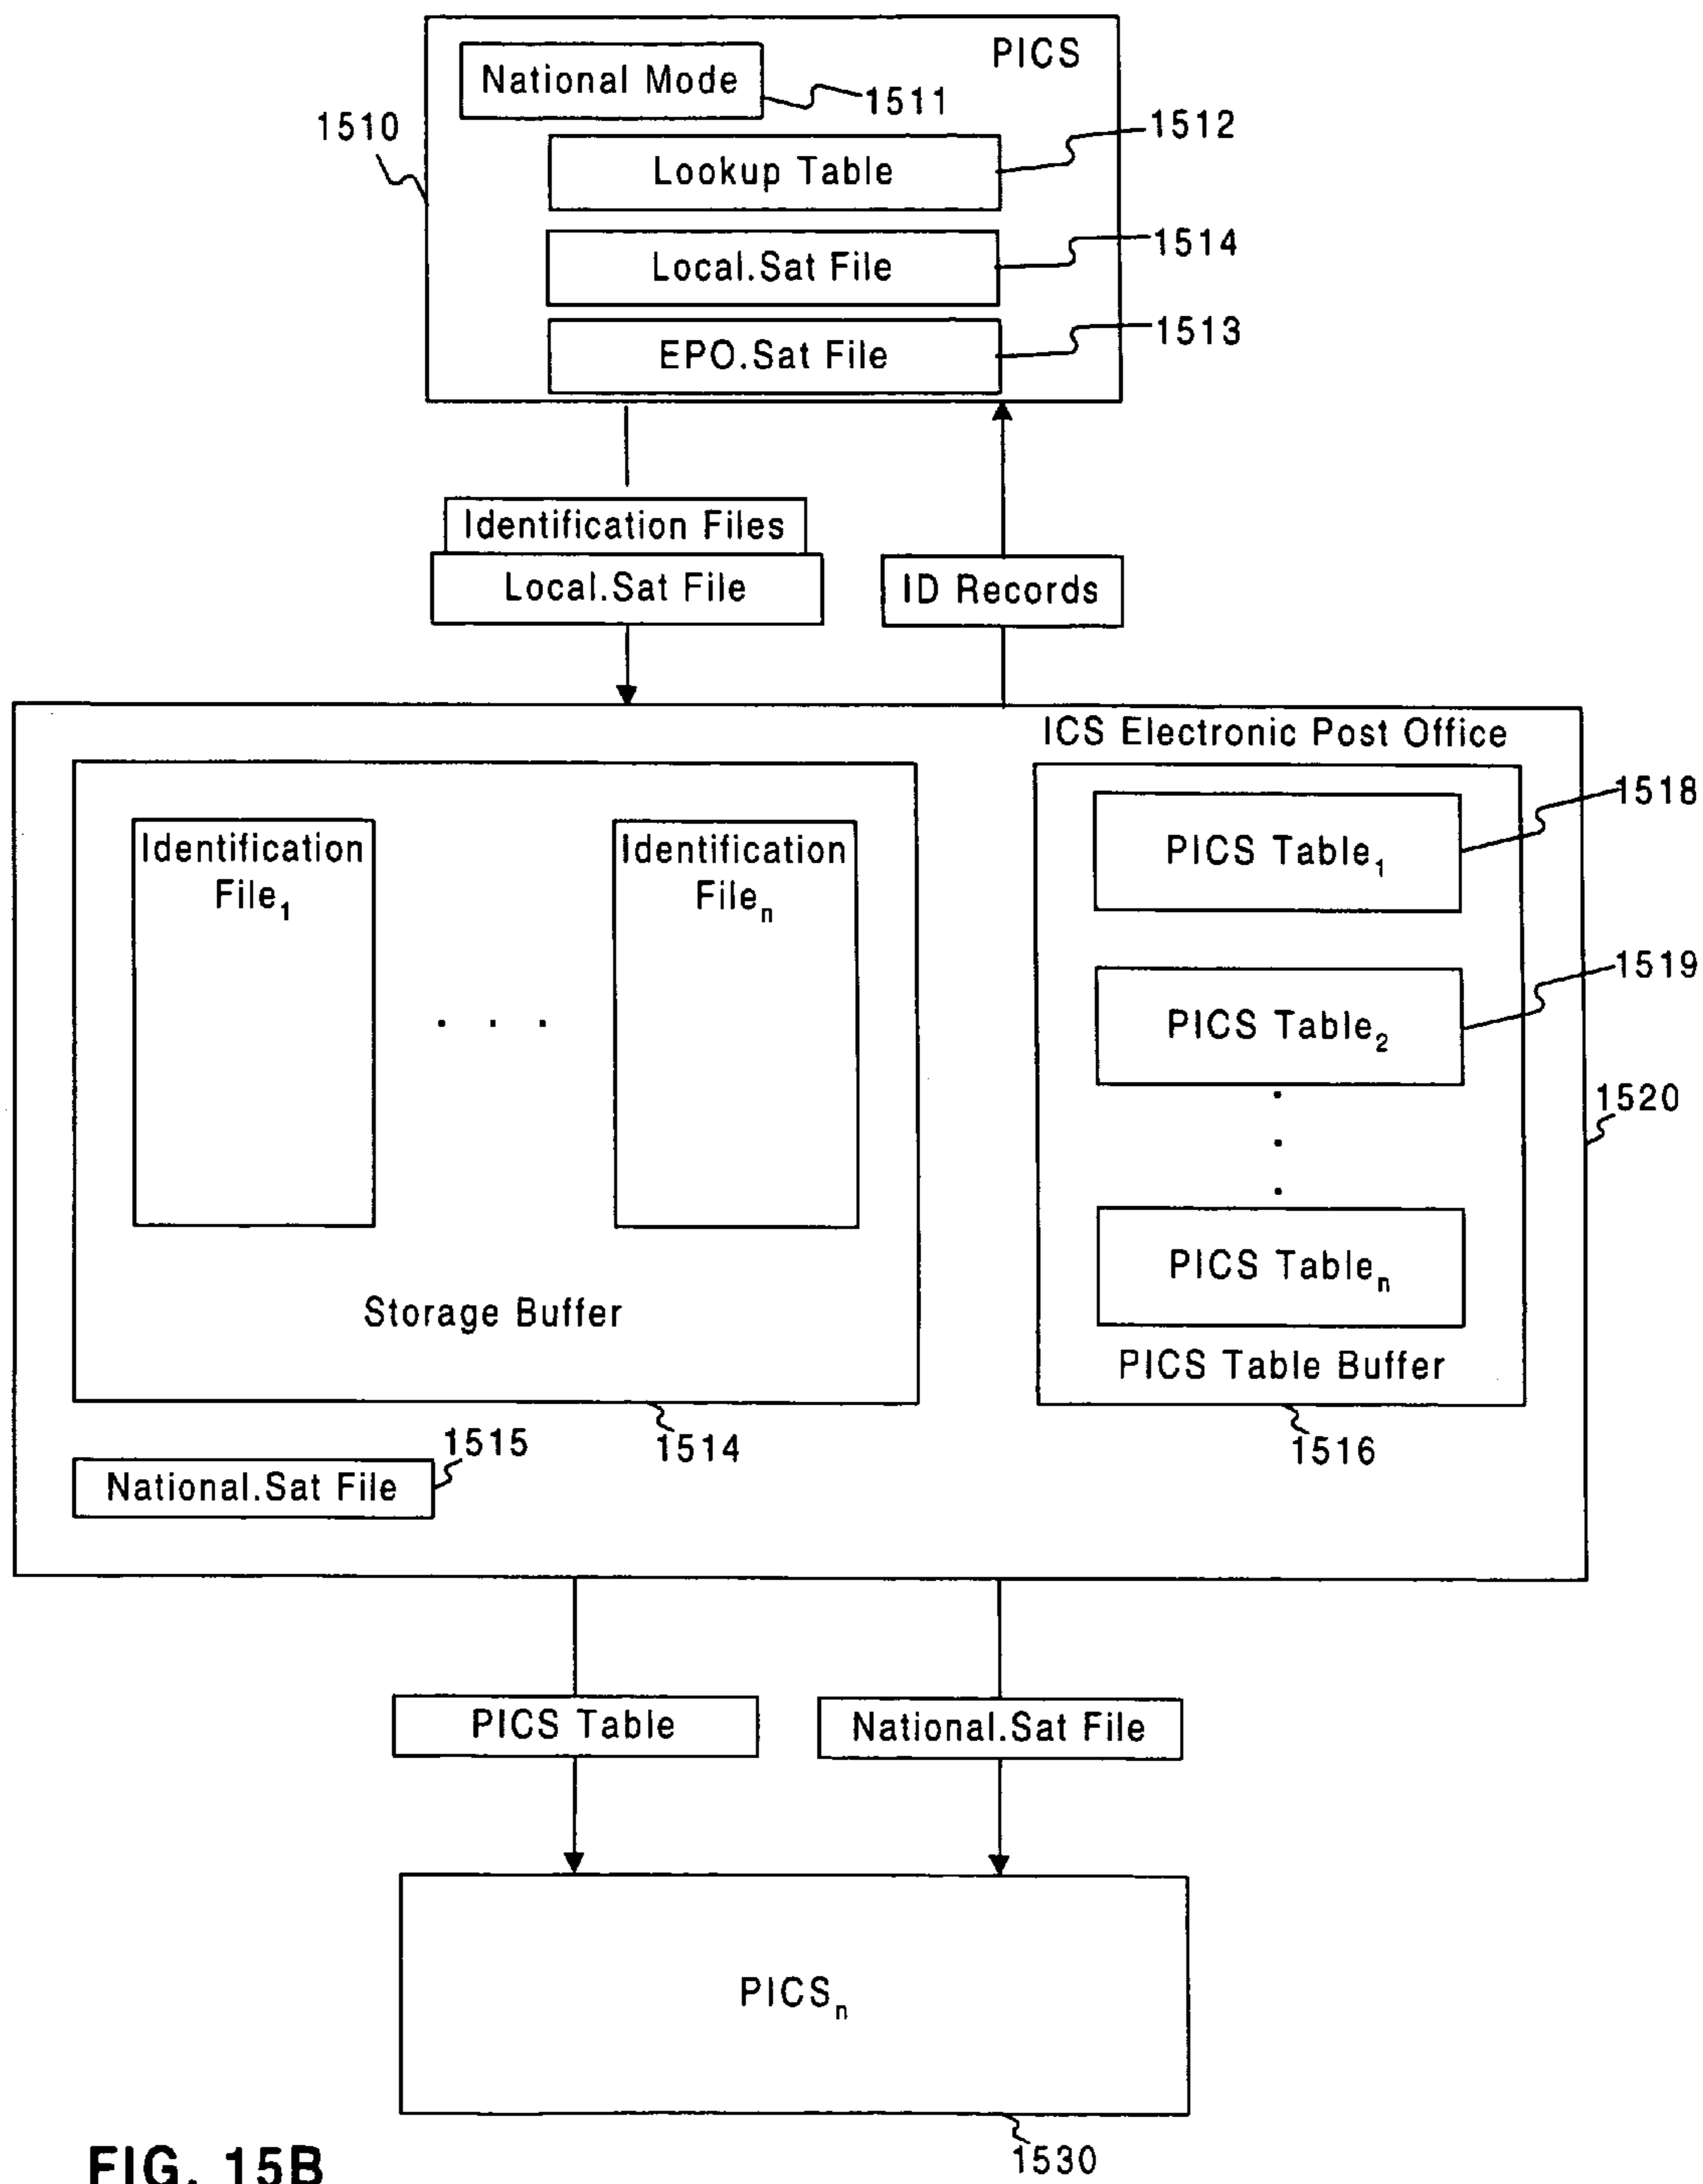 PICS
National Mode
1511
1510
1512
Lookup Table
1514
Local.Sat File
1513
EPO.Sat File
Identification Files
Local.Sat File
ID Records
ICS Electronic Post Office
1518
Identification
File1
Identification
Filen
PICS Table1
1519
PICS Table2
. . .
1520
.
.
.
PICS Tablen
Storage Buffer
PICS Table Buffer
1514
1516
1515
National.Sat File
PICS Table
National.Sat File
PICSn
1530
FIG. 15B